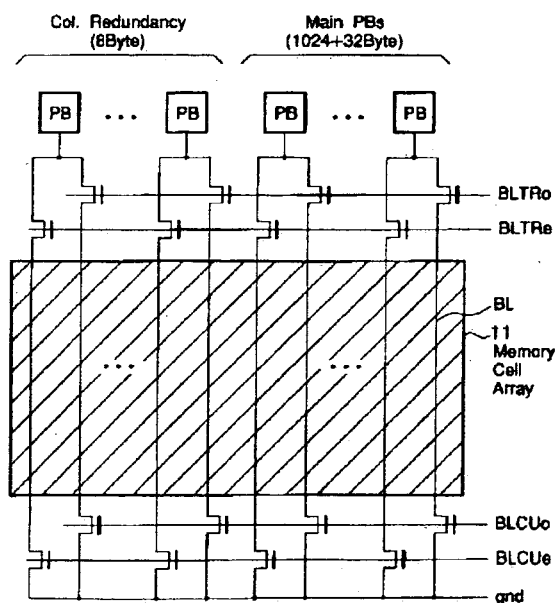 Col. Redundancy
(8Byte)
Main PBs
(1024+32Byte)
PB
...
PB
PB
...
PB
BLTRo
BLTRe
BL
11
Memory
Cell
Array
...
...
BLCUo
BLCUe
gnd